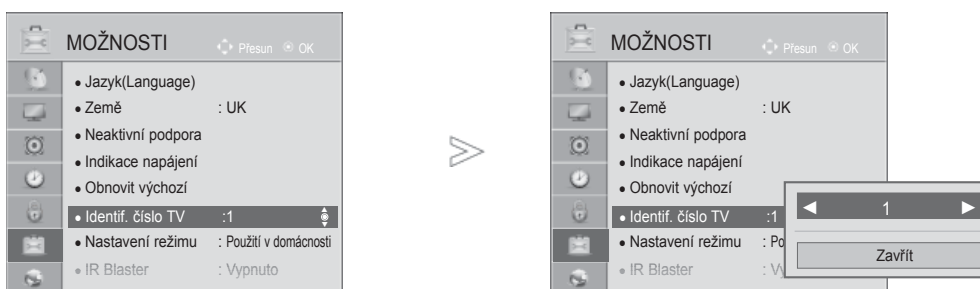 MOŽNOSTI Přesun OK
• Jazyk(Language)
• Země : UK
• Neaktivní podpora
• Indikace napájení
• Obnovit výchozí
• Identif. číslo TV :1
• Nastavení režimu : Použití v domácnosti
• IR Blaster : Vypnuto
MOŽNOSTI Přesun OK
• Jazyk(Language)
• Země : UK
• Neaktivní podpora
• Indikace napájení
• Obnovit výchozí
• Identif. číslo TV :1
• Nastavení režimu : Po
• IR Blaster : Vy
◄ 1 ►
Zavřít